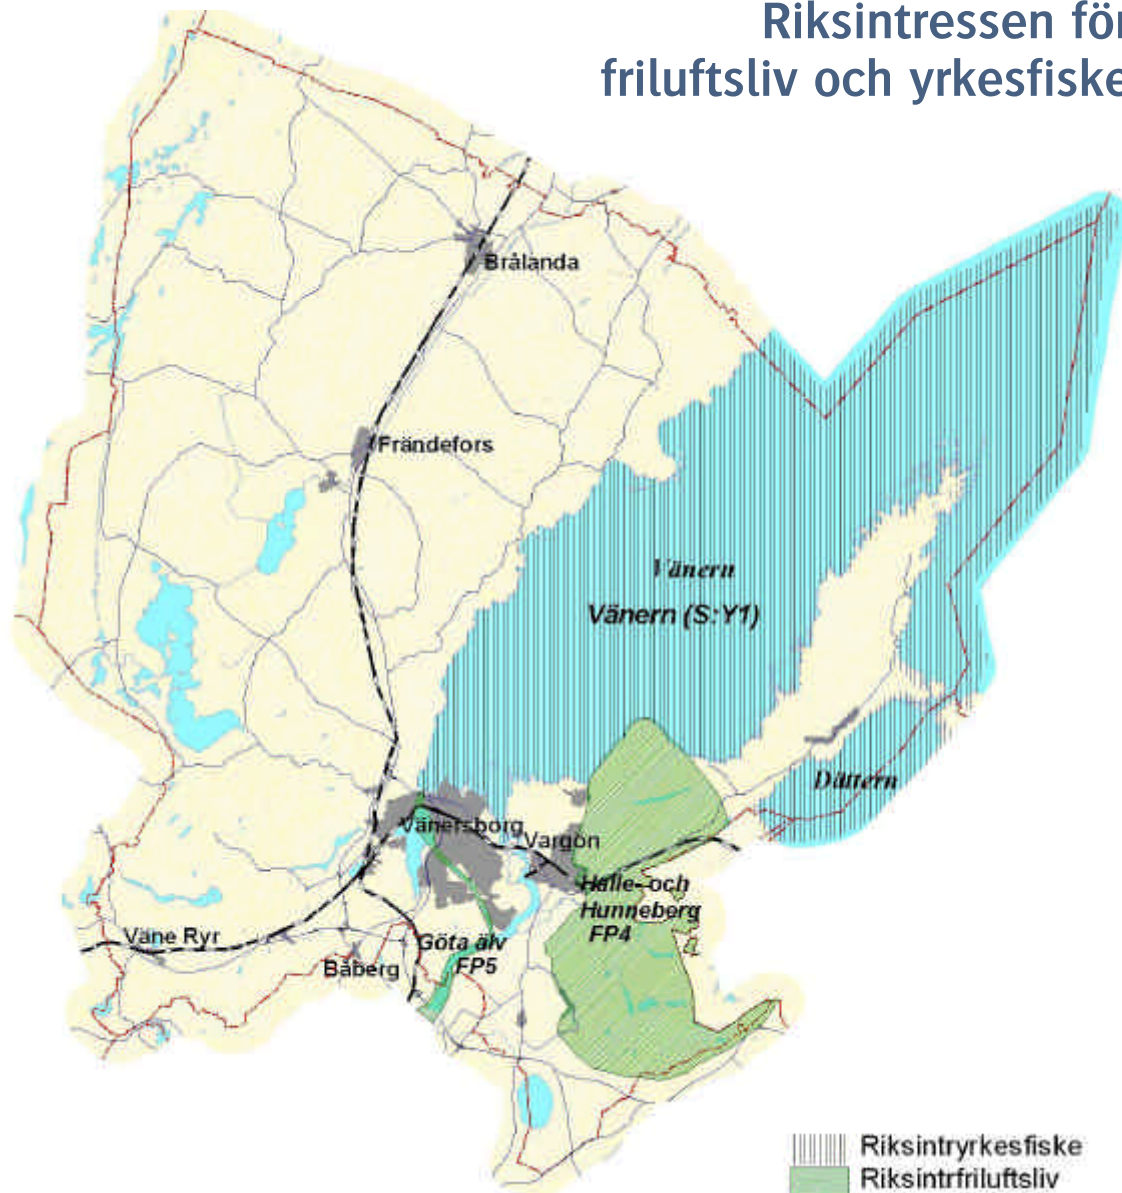 Riksintressen för
friluftsliv och yrkesfiske
Brålanda
Frändefors
Vänern
Vänern (S:Y1)
Dättern
Vänersborg
Vargön
Halle- och
Hunneberg
FP4
Väne Ryr
Göta älv
FP5
Båberg
Riksintryrkesfiske
Riksintrfriluftsliv